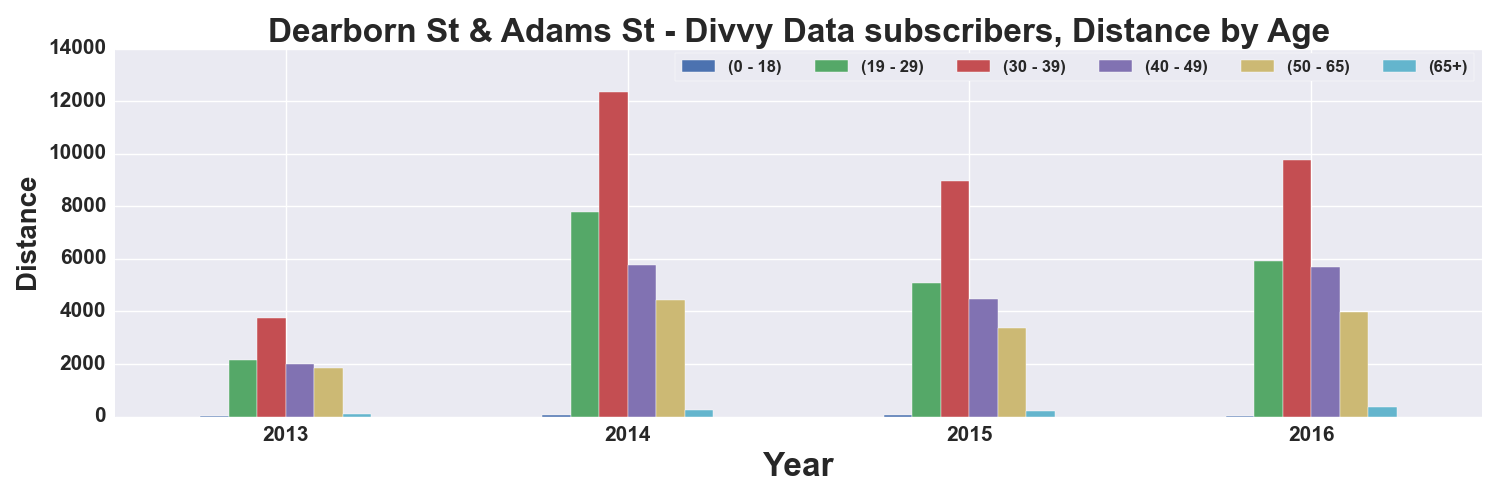 Dearborn St & Adams St - Divvy Data subscribers, Distance by Age
14000
12000
10000
8000
6000
4000
2000
0
Distance
(0 - 18) (19 - 29) (30 - 39) (40 - 49) (50 - 65) (65+)
2013 2014 2015 2016
Year